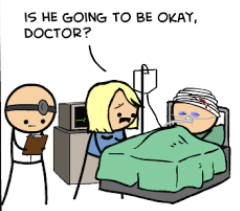 IS HE GOING TO BE OKAY,
DOCTOR?